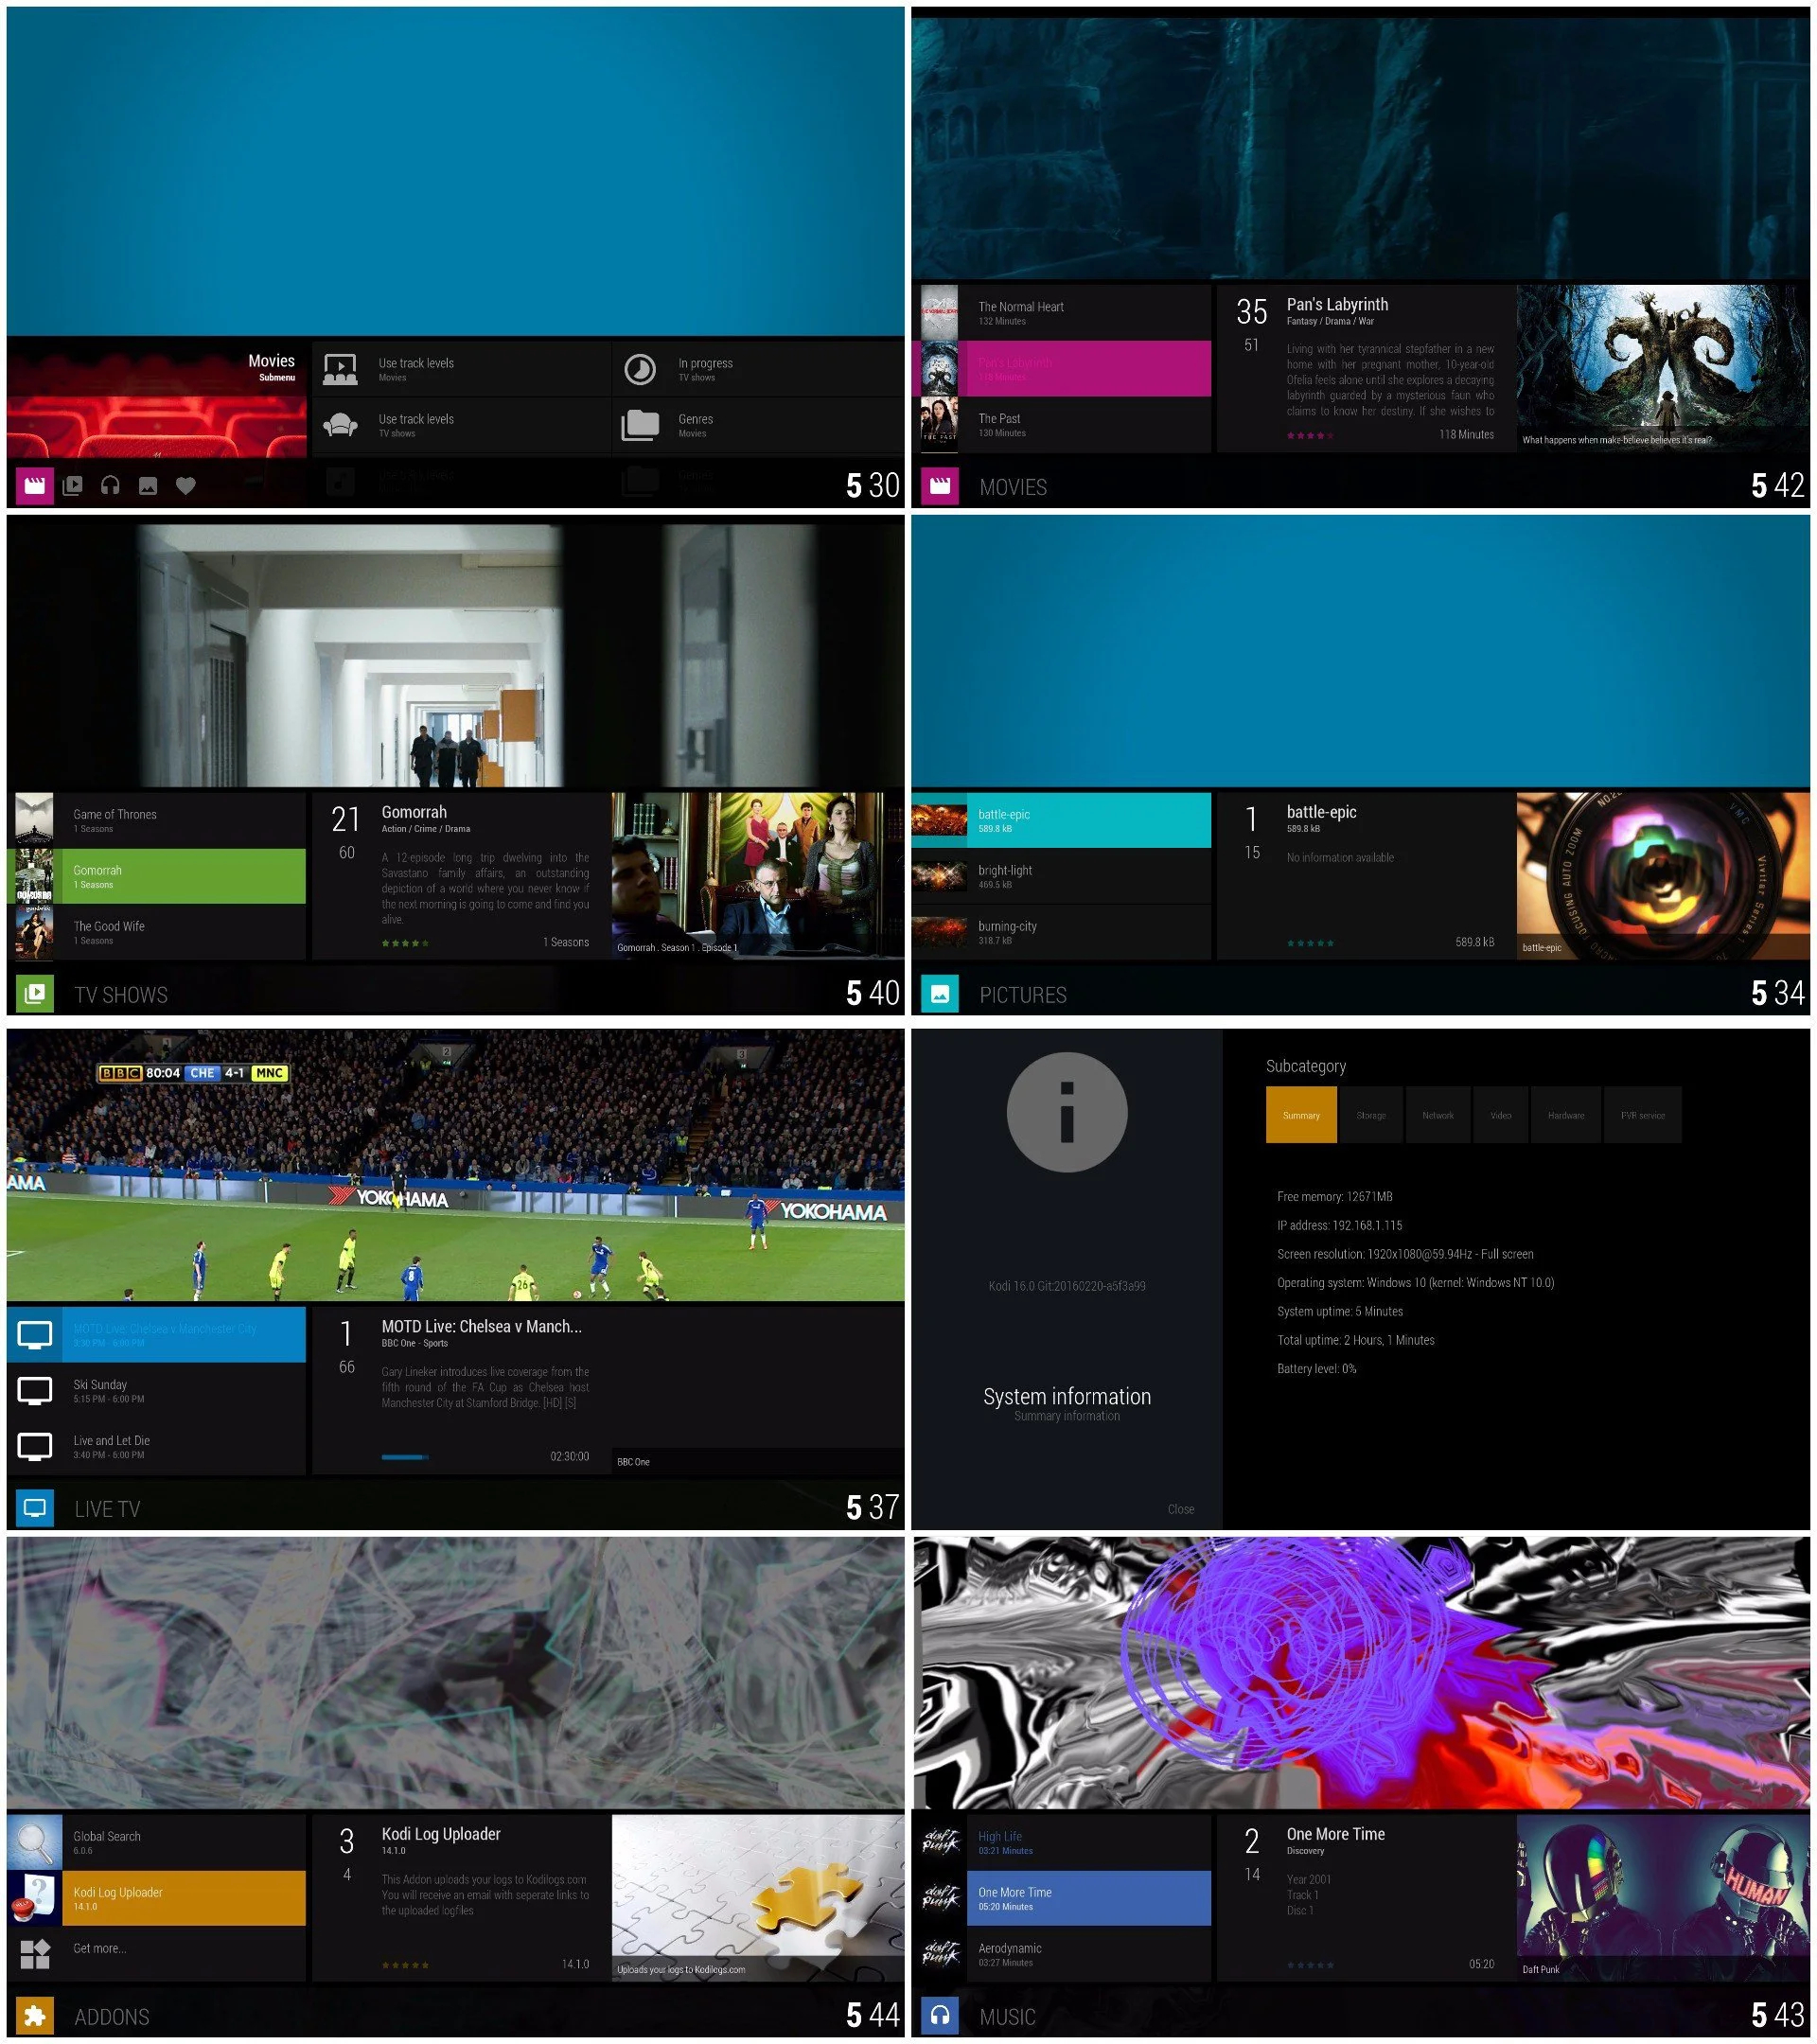 Movies
Submenu
Use track levels
Movies
In progress
TV shows
Use track levels
TV shows
Genres
Movies
Use track levels
Genres
5 30
The Normal Heart
132 Minutes
Pan's Labyrinth
118 Minutes
The Past
130 Minutes
35
51
Pan's Labyrinth
Fantasy / Drama / War
Living with her tyrannical stepfather in a new
home with her pregnant mother, 10-year-old
Ofelia feels alone until she explores a decaying
labyrinth guarded by a mysterious faun who
claims to know her destiny. If she wishes to
118 Minutes
What happens when make-believe believes it's real?
MOVIES
5 42
Game of Thrones
1 Seasons
Gomorrah
1 Seasons
The Good Wife
1 Seasons
21
60
Gomorrah
Action / Crime / Drama
A 12-episode long trip dwelving into the
Savastano family affairs, an outstanding
depiction of a world where you never know if
the next morning is going to come and find you
alive.
1 Seasons
Gomorrah . Season 1 . Episode 1
TV SHOWS
5 40
battle-epic
589.8 kB
bright-light
469.5 kB
burning-city
318.7 kB
1
15
battle-epic
589.8 kB
No information available
589.8 kB
AUTO ZOOM
VMC
Vivitar Series 1
battle-epic
PICTURES
5 34
BBC 80:04 CHE 4-1 MNC
AMA
YOKOHAMA
YOKOHAMA
8
26
MOTD Live: Chelsea v Manchester City
3:30 PM - 6:00 PM
Ski Sunday
5:15 PM - 6:00 PM
Live and Let Die
3:40 PM - 6:00 PM
1
66
MOTD Live: Chelsea v Manch...
BBC One - Sports
Gary Lineker introduces live coverage from the
fifth round of the FA Cup as Chelsea host
Manchester City at Stamford Bridge. [HD] [S]
02:30:00
BBC One
LIVE TV
5 37
Kodi 16.0 Git:20160220-a5f3a99
System information
Summary information
Close
Subcategory
Summary
Storage
Network
Video
Hardware
PVR service
Free memory: 12671MB
IP address: 192.168.1.115
Screen resolution: 1920x1080@59.94Hz - Full screen
Operating system: Windows 10 (kernel: Windows NT 10.0)
System uptime: 5 Minutes
Total uptime: 2 Hours, 1 Minutes
Battery level: 0%
Global Search
6.0.6
Kodi Log Uploader
14.1.0
Get more...
3
4
Kodi Log Uploader
14.1.0
This Addon uploads your logs to Kodilogs.com
You will receive an email with seperate links to
the uploaded logfiles
14.1.0
Uploads your logs to Kodilogs.com
ADDONS
5 44
daft punk
High Life
03:21 Minutes
daft punk
One More Time
05:20 Minutes
daft punk
Aerodynamic
03:27 Minutes
2
14
One More Time
Discovery
Year 2001
Track 1
Disc 1
05:20
HUMAN
Daft Punk
MUSIC
5 43